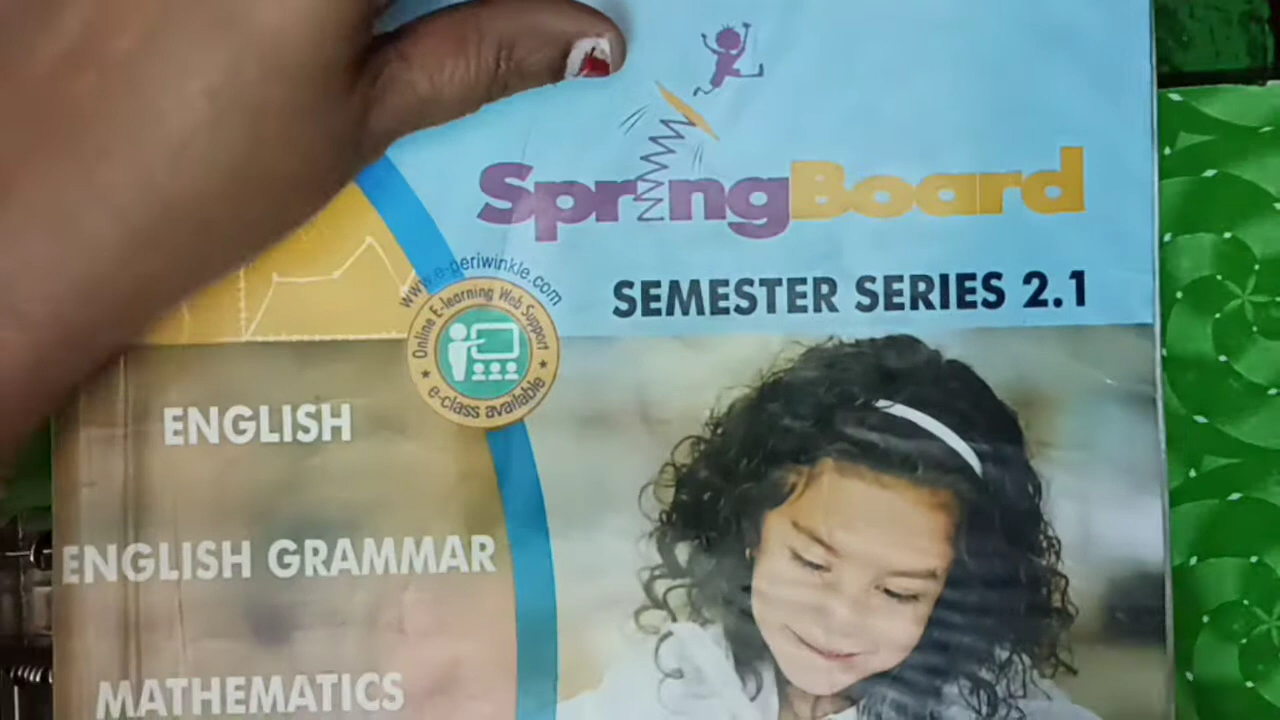 SpringBoard
SEMESTER SERIES 2.1
www.e-periwinkle.com
Online E-learning Web Support
e-class available
ENGLISH
ENGLISH GRAMMAR
MATHEMATICS